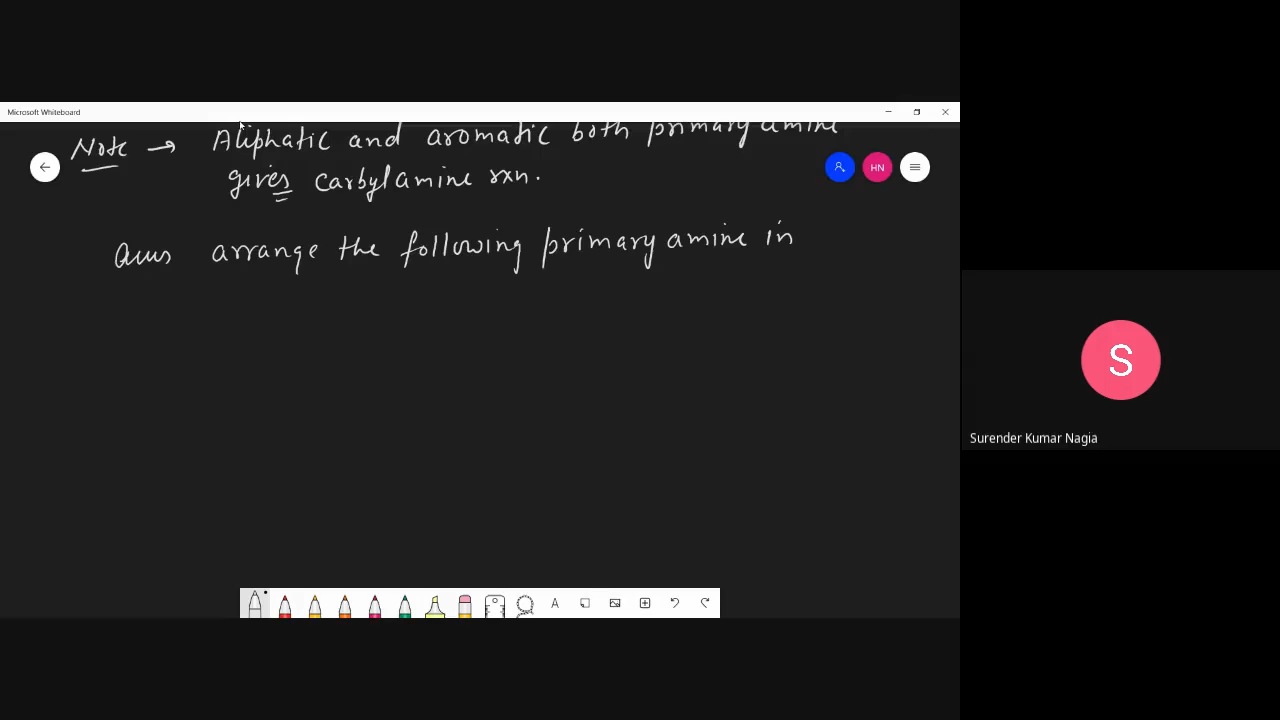 Microsoft Whiteboard
Note → Aliphatic and aromatic both primary amine
gives carbylamine rxn.
HN
Ques arrange the following primary amine in
S
Surender Kumar Nagia
A